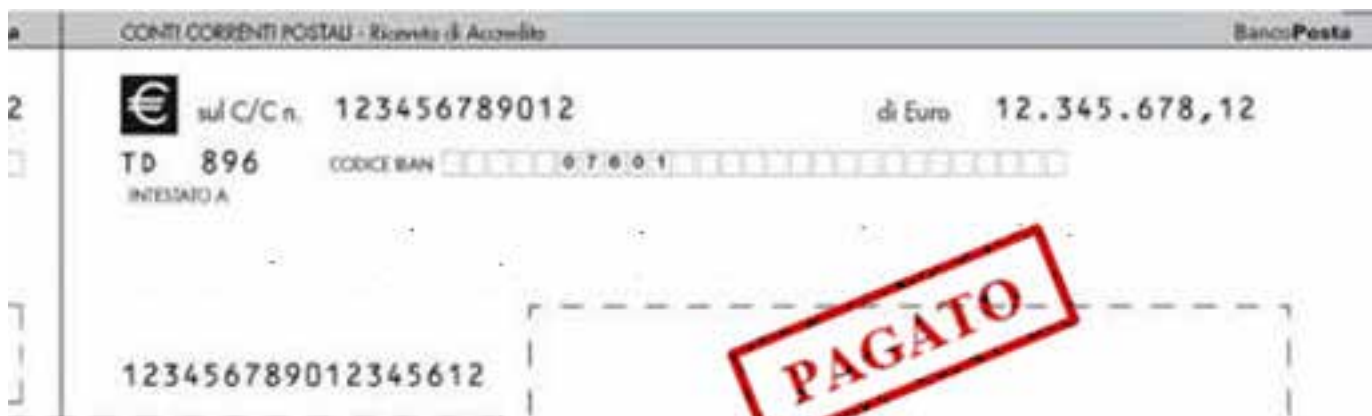 CONTI CORRENTI POSTALI - Ricevuta di Accredito BancoPosta
€ sul C/C n. 123456789012 di Euro 12.345.678,12
TD 896 CODICE IBAN 07601
INTESTATO A
PAGATO
123456789012345612